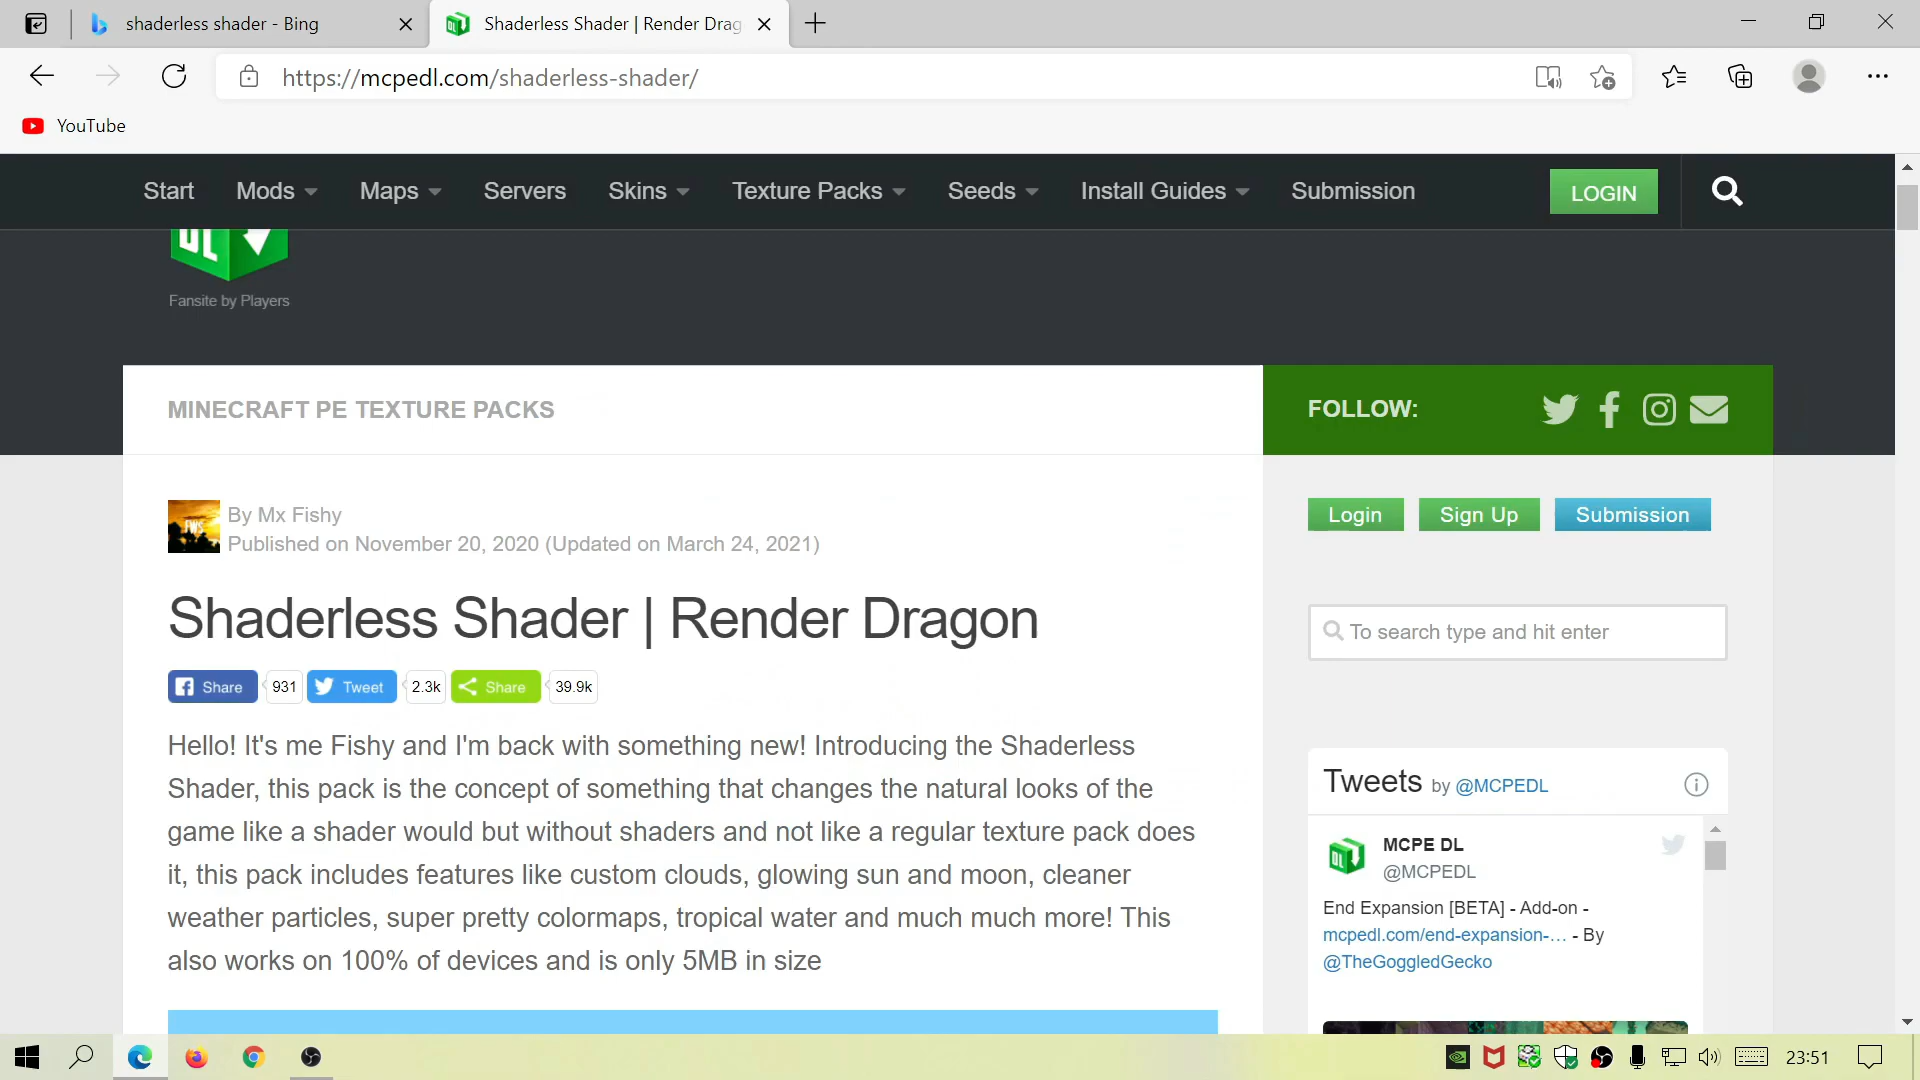 shaderless shader - Bing
Shaderless Shader | Render Drag
https://mcpedl.com/shaderless-shader/
YouTube
Start Mods Maps Servers Skins Texture Packs Seeds Install Guides Submission LOGIN
DL
Fansite by Players
MINECRAFT PE TEXTURE PACKS
FOLLOW:
By Mx Fishy
Published on November 20, 2020 (Updated on March 24, 2021)
Shaderless Shader | Render Dragon
Share 931 Tweet 2.3k Share 39.9k
Hello! It's me Fishy and I'm back with something new! Introducing the Shaderless
Shader, this pack is the concept of something that changes the natural looks of the
game like a shader would but without shaders and not like a regular texture pack does
it, this pack includes features like custom clouds, glowing sun and moon, cleaner
weather particles, super pretty colormaps, tropical water and much much more! This
also works on 100% of devices and is only 5MB in size
Login Sign Up Submission
To search type and hit enter
Tweets by @MCPEDL
DL
MCPE DL
@MCPEDL
End Expansion [BETA] - Add-on -
mcpedl.com/end-expansion-… - By
@TheGoggledGecko
23:51